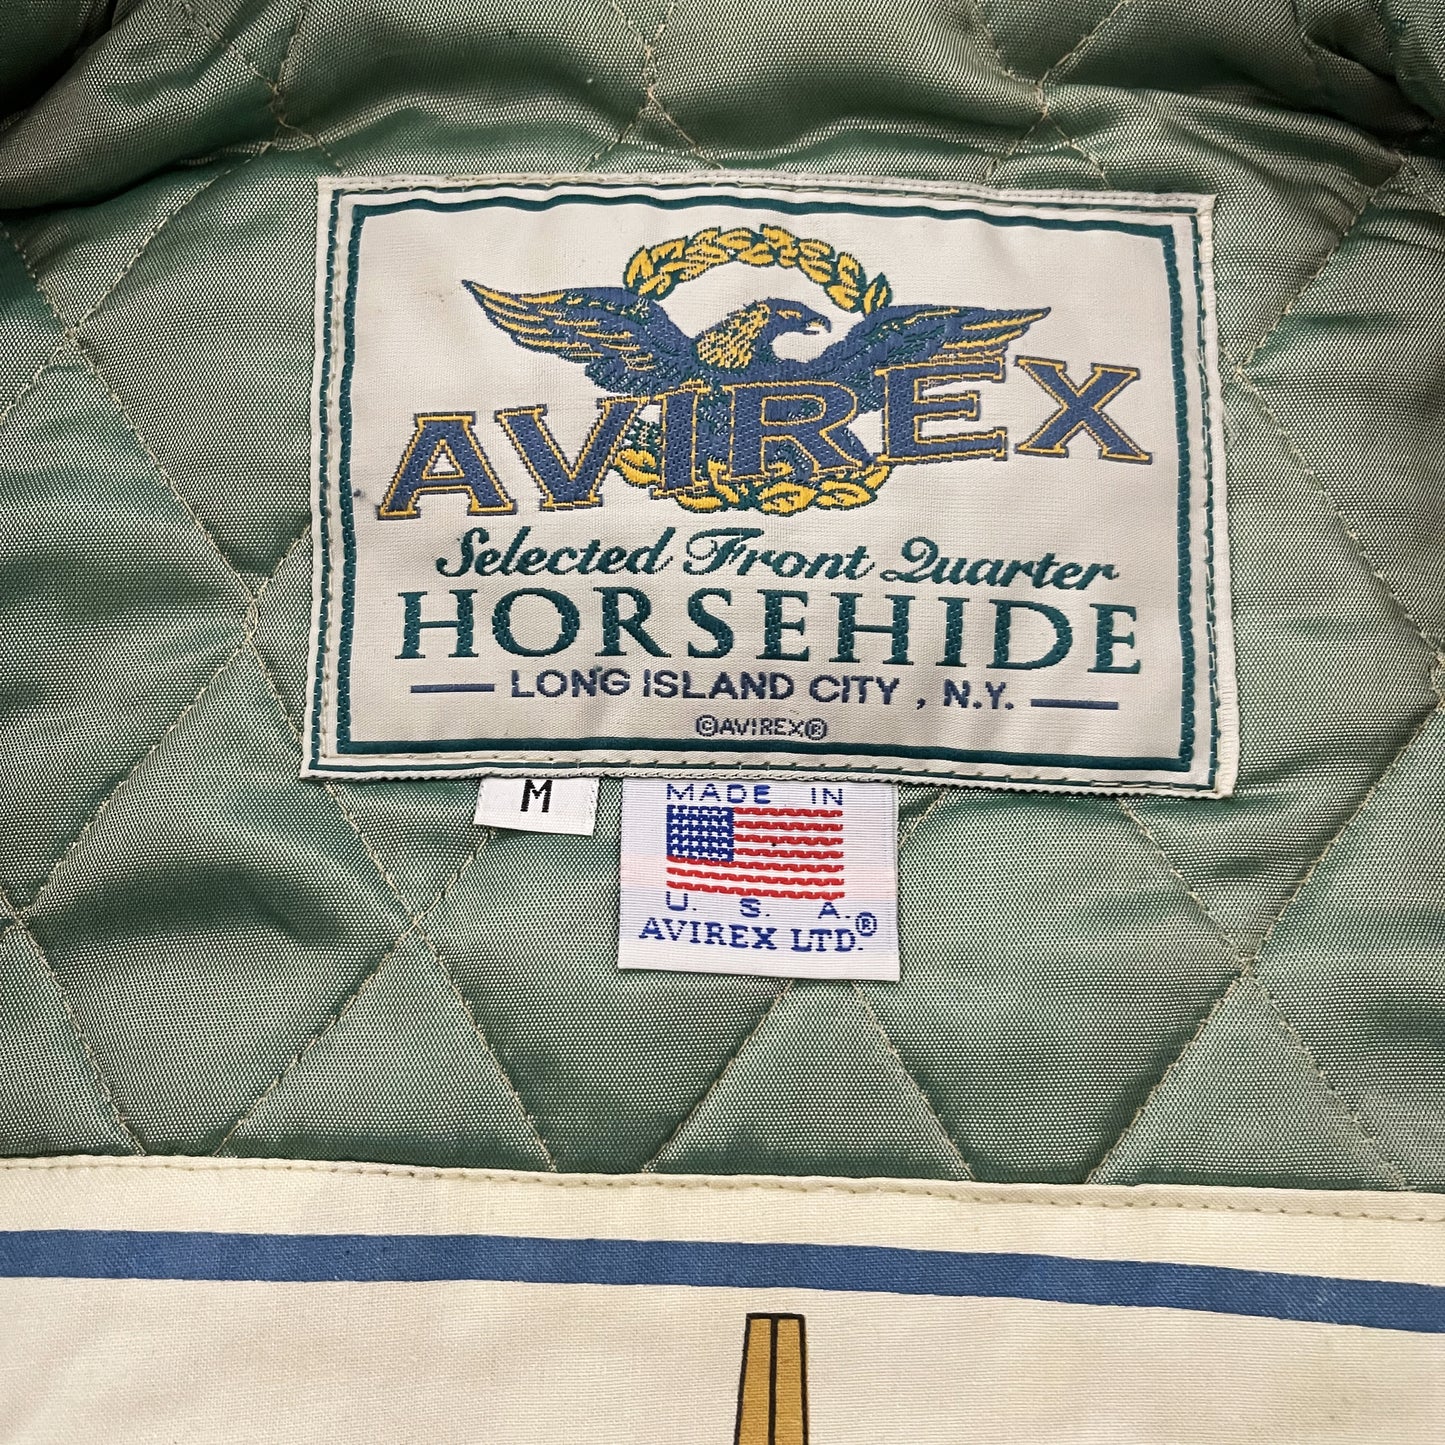 AVIREX
Selected Front Quarter
HORSEHIDE
LONG ISLAND CITY, N.Y.
©AVIREX®
M
MADE IN
U. S. A.
AVIREX LTD.®